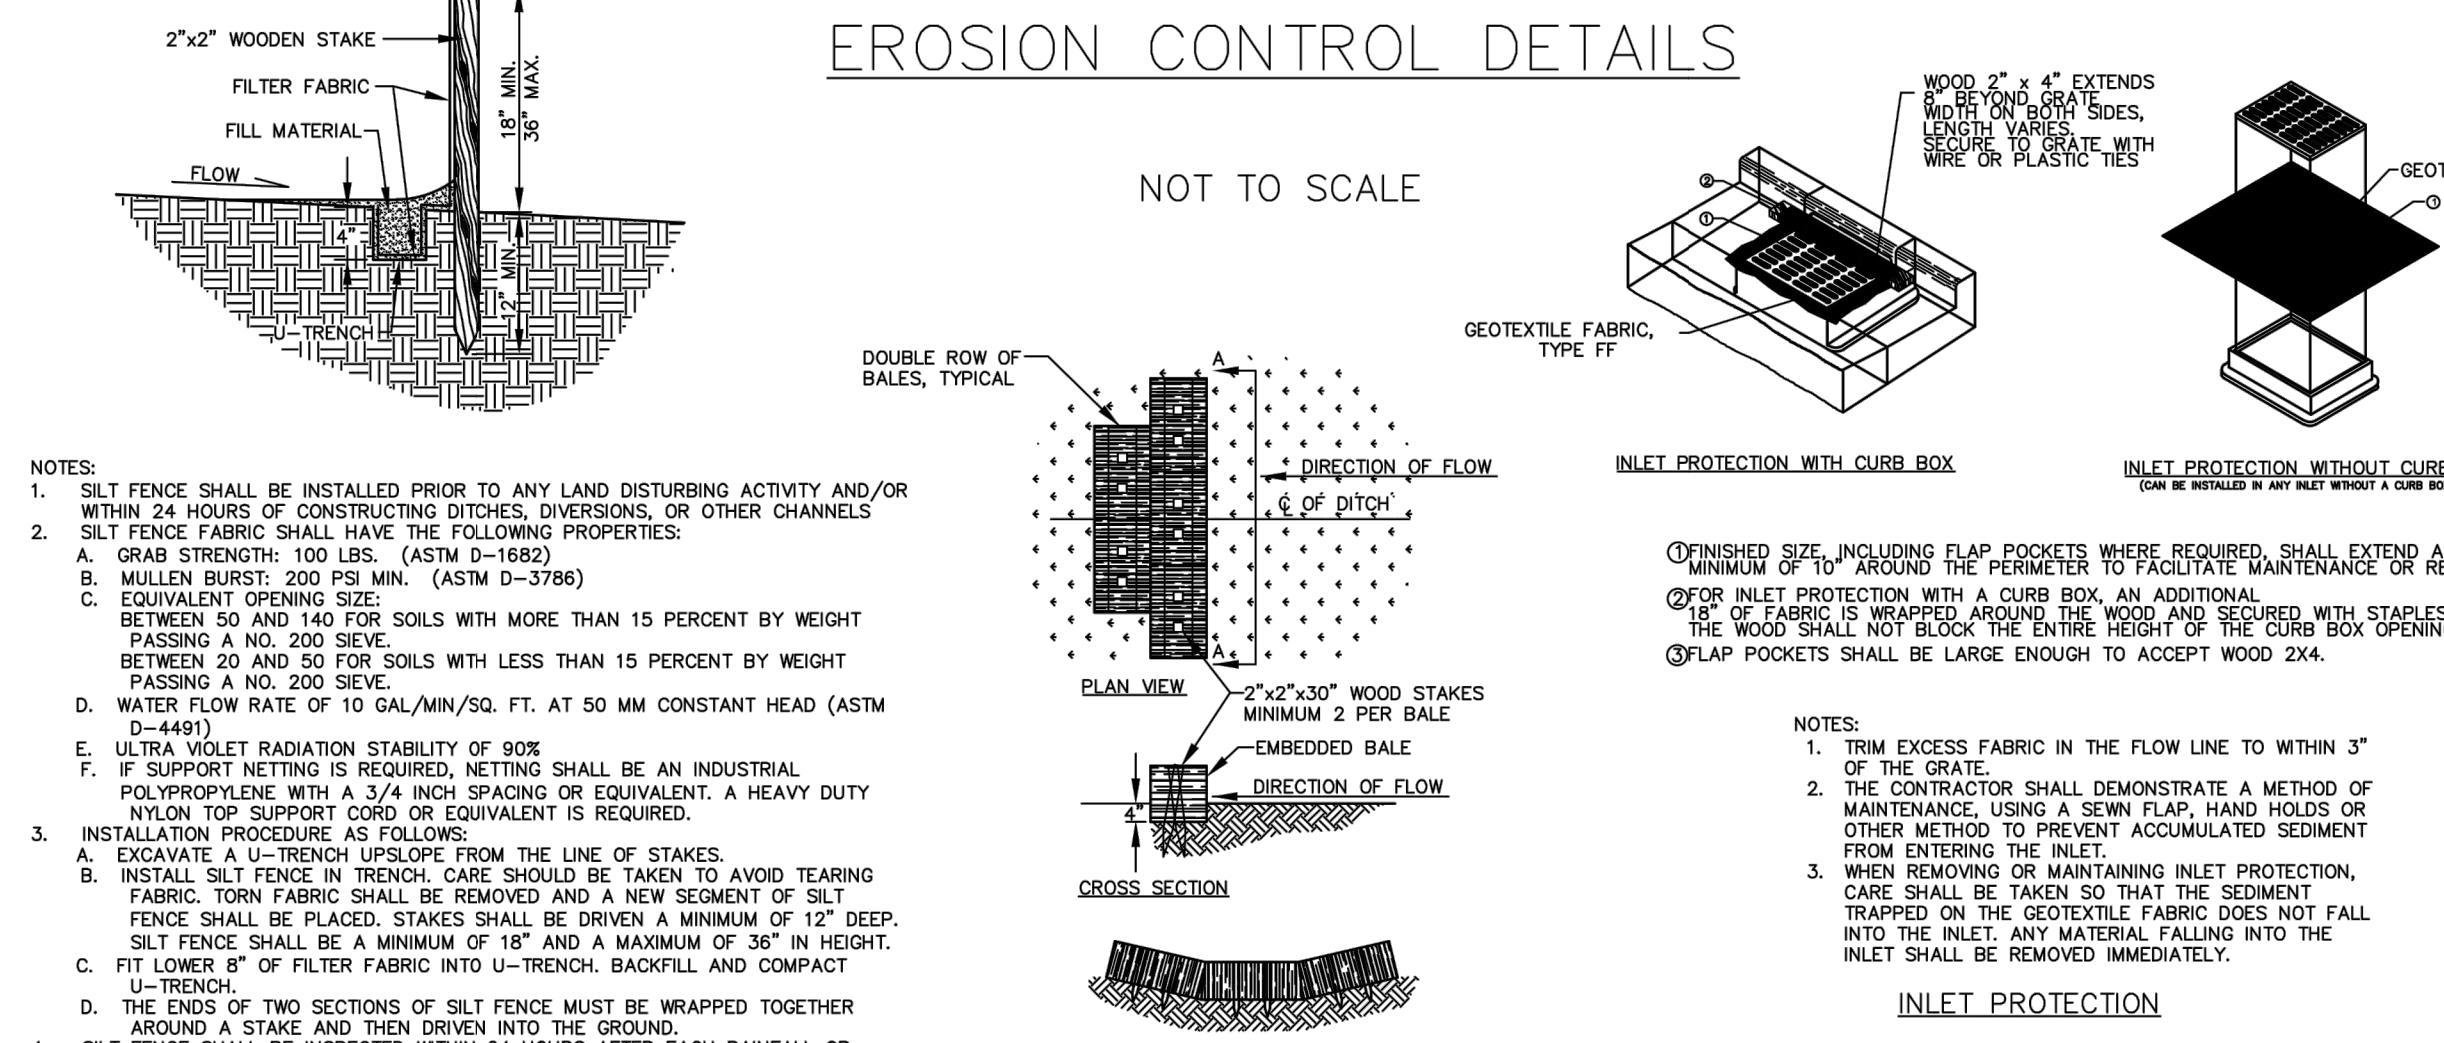 EROSION CONTROL DETAILS
NOT TO SCALE
2"x2" WOODEN STAKE
FILTER FABRIC
FILL MATERIAL
FLOW
18" MIN.
36" MAX.
4"
12" MIN.
U-TRENCH
NOTES:
1. SILT FENCE SHALL BE INSTALLED PRIOR TO ANY LAND DISTURBING ACTIVITY AND/OR
WITHIN 24 HOURS OF CONSTRUCTING DITCHES, DIVERSIONS, OR OTHER CHANNELS
2. SILT FENCE FABRIC SHALL HAVE THE FOLLOWING PROPERTIES:
A. GRAB STRENGTH: 100 LBS. (ASTM D-1682)
B. MULLEN BURST: 200 PSI MIN. (ASTM D-3786)
C. EQUIVALENT OPENING SIZE:
BETWEEN 50 AND 140 FOR SOILS WITH MORE THAN 15 PERCENT BY WEIGHT
PASSING A NO. 200 SIEVE.
BETWEEN 20 AND 50 FOR SOILS WITH LESS THAN 15 PERCENT BY WEIGHT
PASSING A NO. 200 SIEVE.
D. WATER FLOW RATE OF 10 GAL/MIN/SQ. FT. AT 50 MM CONSTANT HEAD (ASTM
D-4491)
E. ULTRA VIOLET RADIATION STABILITY OF 90%
F. IF SUPPORT NETTING IS REQUIRED, NETTING SHALL BE AN INDUSTRIAL
POLYPROPYLENE WITH A 3/4 INCH SPACING OR EQUIVALENT. A HEAVY DUTY
NYLON TOP SUPPORT CORD OR EQUIVALENT IS REQUIRED.
3. INSTALLATION PROCEDURE AS FOLLOWS:
A. EXCAVATE A U-TRENCH UPSLOPE FROM THE LINE OF STAKES.
B. INSTALL SILT FENCE IN TRENCH. CARE SHOULD BE TAKEN TO AVOID TEARING
FABRIC. TORN FABRIC SHALL BE REMOVED AND A NEW SEGMENT OF SILT
FENCE SHALL BE PLACED. STAKES SHALL BE DRIVEN A MINIMUM OF 12" DEEP.
SILT FENCE SHALL BE A MINIMUM OF 18" AND A MAXIMUM OF 36" IN HEIGHT.
C. FIT LOWER 8" OF FILTER FABRIC INTO U-TRENCH. BACKFILL AND COMPACT
U-TRENCH.
D. THE ENDS OF TWO SECTIONS OF SILT FENCE MUST BE WRAPPED TOGETHER
AROUND A STAKE AND THEN DRIVEN INTO THE GROUND.
DOUBLE ROW OF
BALES, TYPICAL
A
DIRECTION OF FLOW
℄ OF DITCH
A
PLAN VIEW
2"x2"x30" WOOD STAKES
MINIMUM 2 PER BALE
EMBEDDED BALE
DIRECTION OF FLOW
4"
CROSS SECTION
WOOD 2" x 4" EXTENDS
8" BEYOND GRATE
WIDTH ON BOTH SIDES,
LENGTH VARIES.
SECURE TO GRATE WITH
WIRE OR PLASTIC TIES
②
①
GEOTEXTILE FABRIC,
TYPE FF
INLET PROTECTION WITH CURB BOX
GEOT
①
INLET PROTECTION WITHOUT CURB
(CAN BE INSTALLED IN ANY INLET WITHOUT A CURB BO
①FINISHED SIZE, INCLUDING FLAP POCKETS WHERE REQUIRED, SHALL EXTEND A
MINIMUM OF 10" AROUND THE PERIMETER TO FACILITATE MAINTENANCE OR RE
②FOR INLET PROTECTION WITH A CURB BOX, AN ADDITIONAL
18" OF FABRIC IS WRAPPED AROUND THE WOOD AND SECURED WITH STAPLES
THE WOOD SHALL NOT BLOCK THE ENTIRE HEIGHT OF THE CURB BOX OPENIN
③FLAP POCKETS SHALL BE LARGE ENOUGH TO ACCEPT WOOD 2X4.
NOTES:
1. TRIM EXCESS FABRIC IN THE FLOW LINE TO WITHIN 3"
OF THE GRATE.
2. THE CONTRACTOR SHALL DEMONSTRATE A METHOD OF
MAINTENANCE, USING A SEWN FLAP, HAND HOLDS OR
OTHER METHOD TO PREVENT ACCUMULATED SEDIMENT
FROM ENTERING THE INLET.
3. WHEN REMOVING OR MAINTAINING INLET PROTECTION,
CARE SHALL BE TAKEN SO THAT THE SEDIMENT
TRAPPED ON THE GEOTEXTILE FABRIC DOES NOT FALL
INTO THE INLET. ANY MATERIAL FALLING INTO THE
INLET SHALL BE REMOVED IMMEDIATELY.
INLET PROTECTION